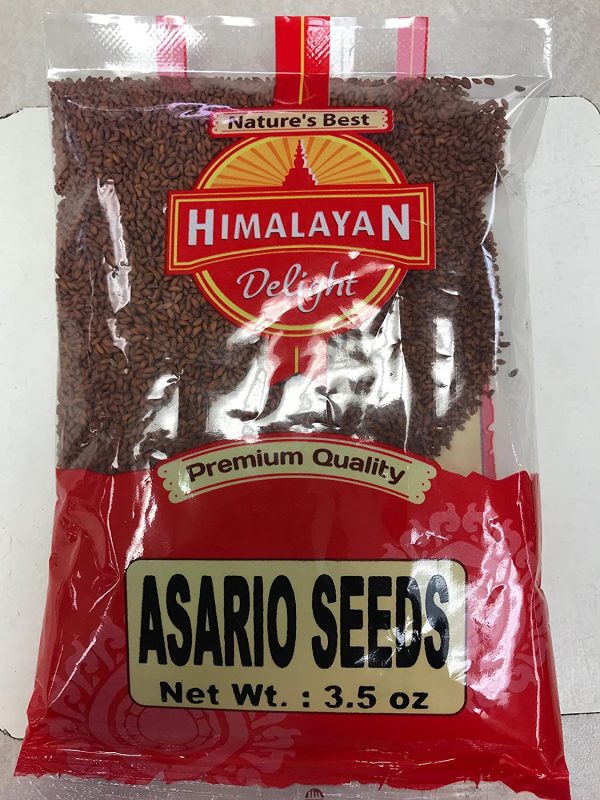 Nature's Best
HIMALAYAN
Delight
Premium Quality
ASARIO SEEDS
Net Wt. : 3.5 oz